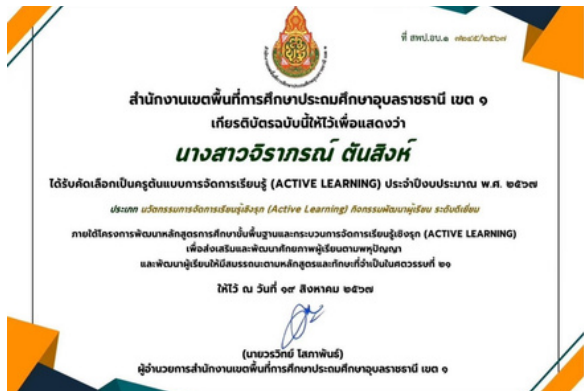 ที่ สพป.อบ.๑ ๗๒๔๕/๒๕๖๗
สำนักงานเขตพื้นที่การศึกษาประถมศึกษาอุบลราชธานี เขต ๑
เกียรติบัตรฉบับนี้ให้ไว้เพื่อแสดงว่า
นางสาวจิราภรณ์ ตันสิงห์
ได้รับคัดเลือกเป็นครูต้นแบบการจัดการเรียนรู้ (ACTIVE LEARNING) ประจำปีงบประมาณ พ.ศ. ๒๕๖๗
ประเภท นวัตกรรมการจัดการเรียนรู้เชิงรุก (Active Learning) กิจกรรมพัฒนาผู้เรียน ระดับดีเยี่ยม
ภายใต้โครงการพัฒนาหลักสูตรการศึกษาขั้นพื้นฐานและกระบวนการจัดการเรียนรู้เชิงรุก (ACTIVE LEARNING)
เพื่อส่งเสริมและพัฒนาศักยภาพผู้เรียนตามพหุปัญญา
และพัฒนาผู้เรียนให้มีสมรรถนะตามหลักสูตรและทักษะที่จำเป็นในศตวรรษที่ ๒๑
ให้ไว้ ณ วันที่ ๑๙ สิงหาคม ๒๕๖๗
(นายวรวิทย์ โสภาพันธ์)
ผู้อำนวยการสำนักงานเขตพื้นที่การศึกษาประถมศึกษาอุบลราชธานี เขต ๑